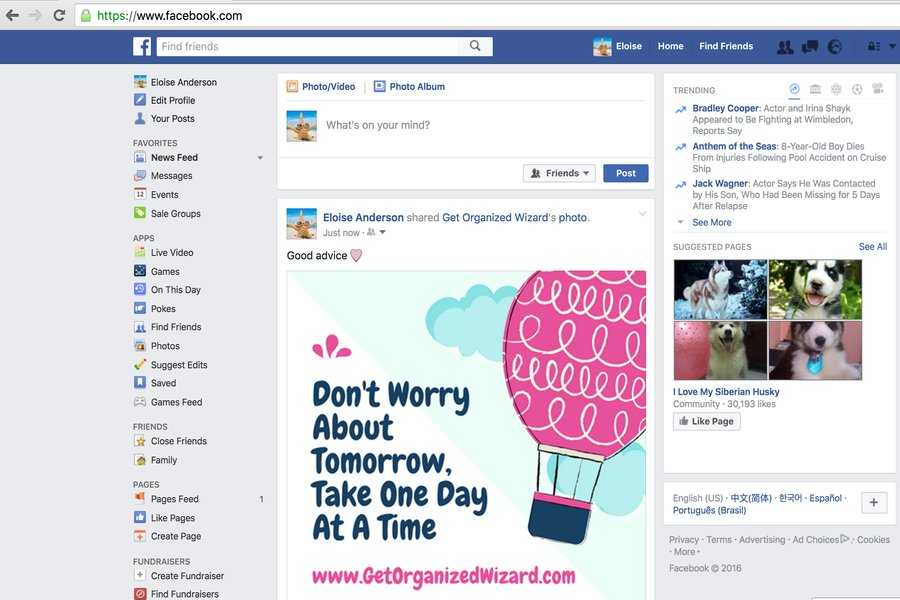 https://www.facebook.com
Find friends
Eloise
Home
Find Friends
Eloise Anderson
Edit Profile
Your Posts
FAVORITES
News Feed
Messages
12 Events
Sale Groups
APPS
Live Video
Games
On This Day
Pokes
Find Friends
Photos
Suggest Edits
Saved
Games Feed
FRIENDS
Close Friends
Family
PAGES
Pages Feed 1
Like Pages
Create Page
FUNDRAISERS
Create Fundraiser
Find Fundraisers
Photo/Video
Photo Album
What's on your mind?
Friends
Post
Eloise Anderson shared Get Organized Wizard's photo.
Just now ·
Good advice
Don't Worry
About
Tomorrow,
Take One Day
At A Time
www.GetOrganizedWizard.com
TRENDING
Bradley Cooper: Actor and Irina Shayk
Appeared to Be Fighting at Wimbledon,
Reports Say
Anthem of the Seas: 8-Year-Old Boy Dies
From Injuries Following Pool Accident on Cruise
Ship
Jack Wagner: Actor Says He Was Contacted
by His Son, Who Had Been Missing for 5 Days
After Relapse
See More
SUGGESTED PAGES
See All
I Love My Siberian Husky
Community · 30,193 likes
Like Page
English (US) · 中文(简体) · 한국어 · Español ·
Português (Brasil)
+
Privacy · Terms · Advertising · Ad Choices · Cookies
· More
Facebook © 2016